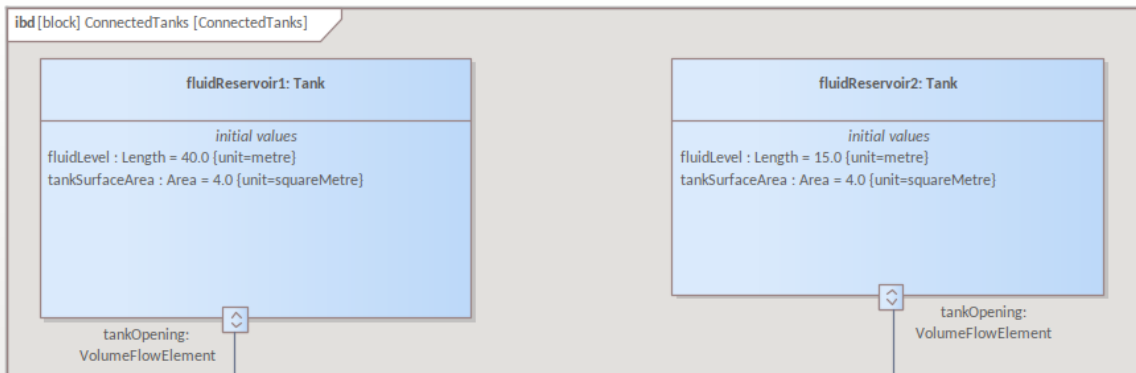 ibd [block] ConnectedTanks [ConnectedTanks]
fluidReservoir1: Tank
initial values
fluidLevel : Length = 40.0 {unit=metre}
tankSurfaceArea : Area = 4.0 {unit=squareMetre}
tankOpening:
VolumeFlowElement
fluidReservoir2: Tank
initial values
fluidLevel : Length = 15.0 {unit=metre}
tankSurfaceArea : Area = 4.0 {unit=squareMetre}
tankOpening:
VolumeFlowElement